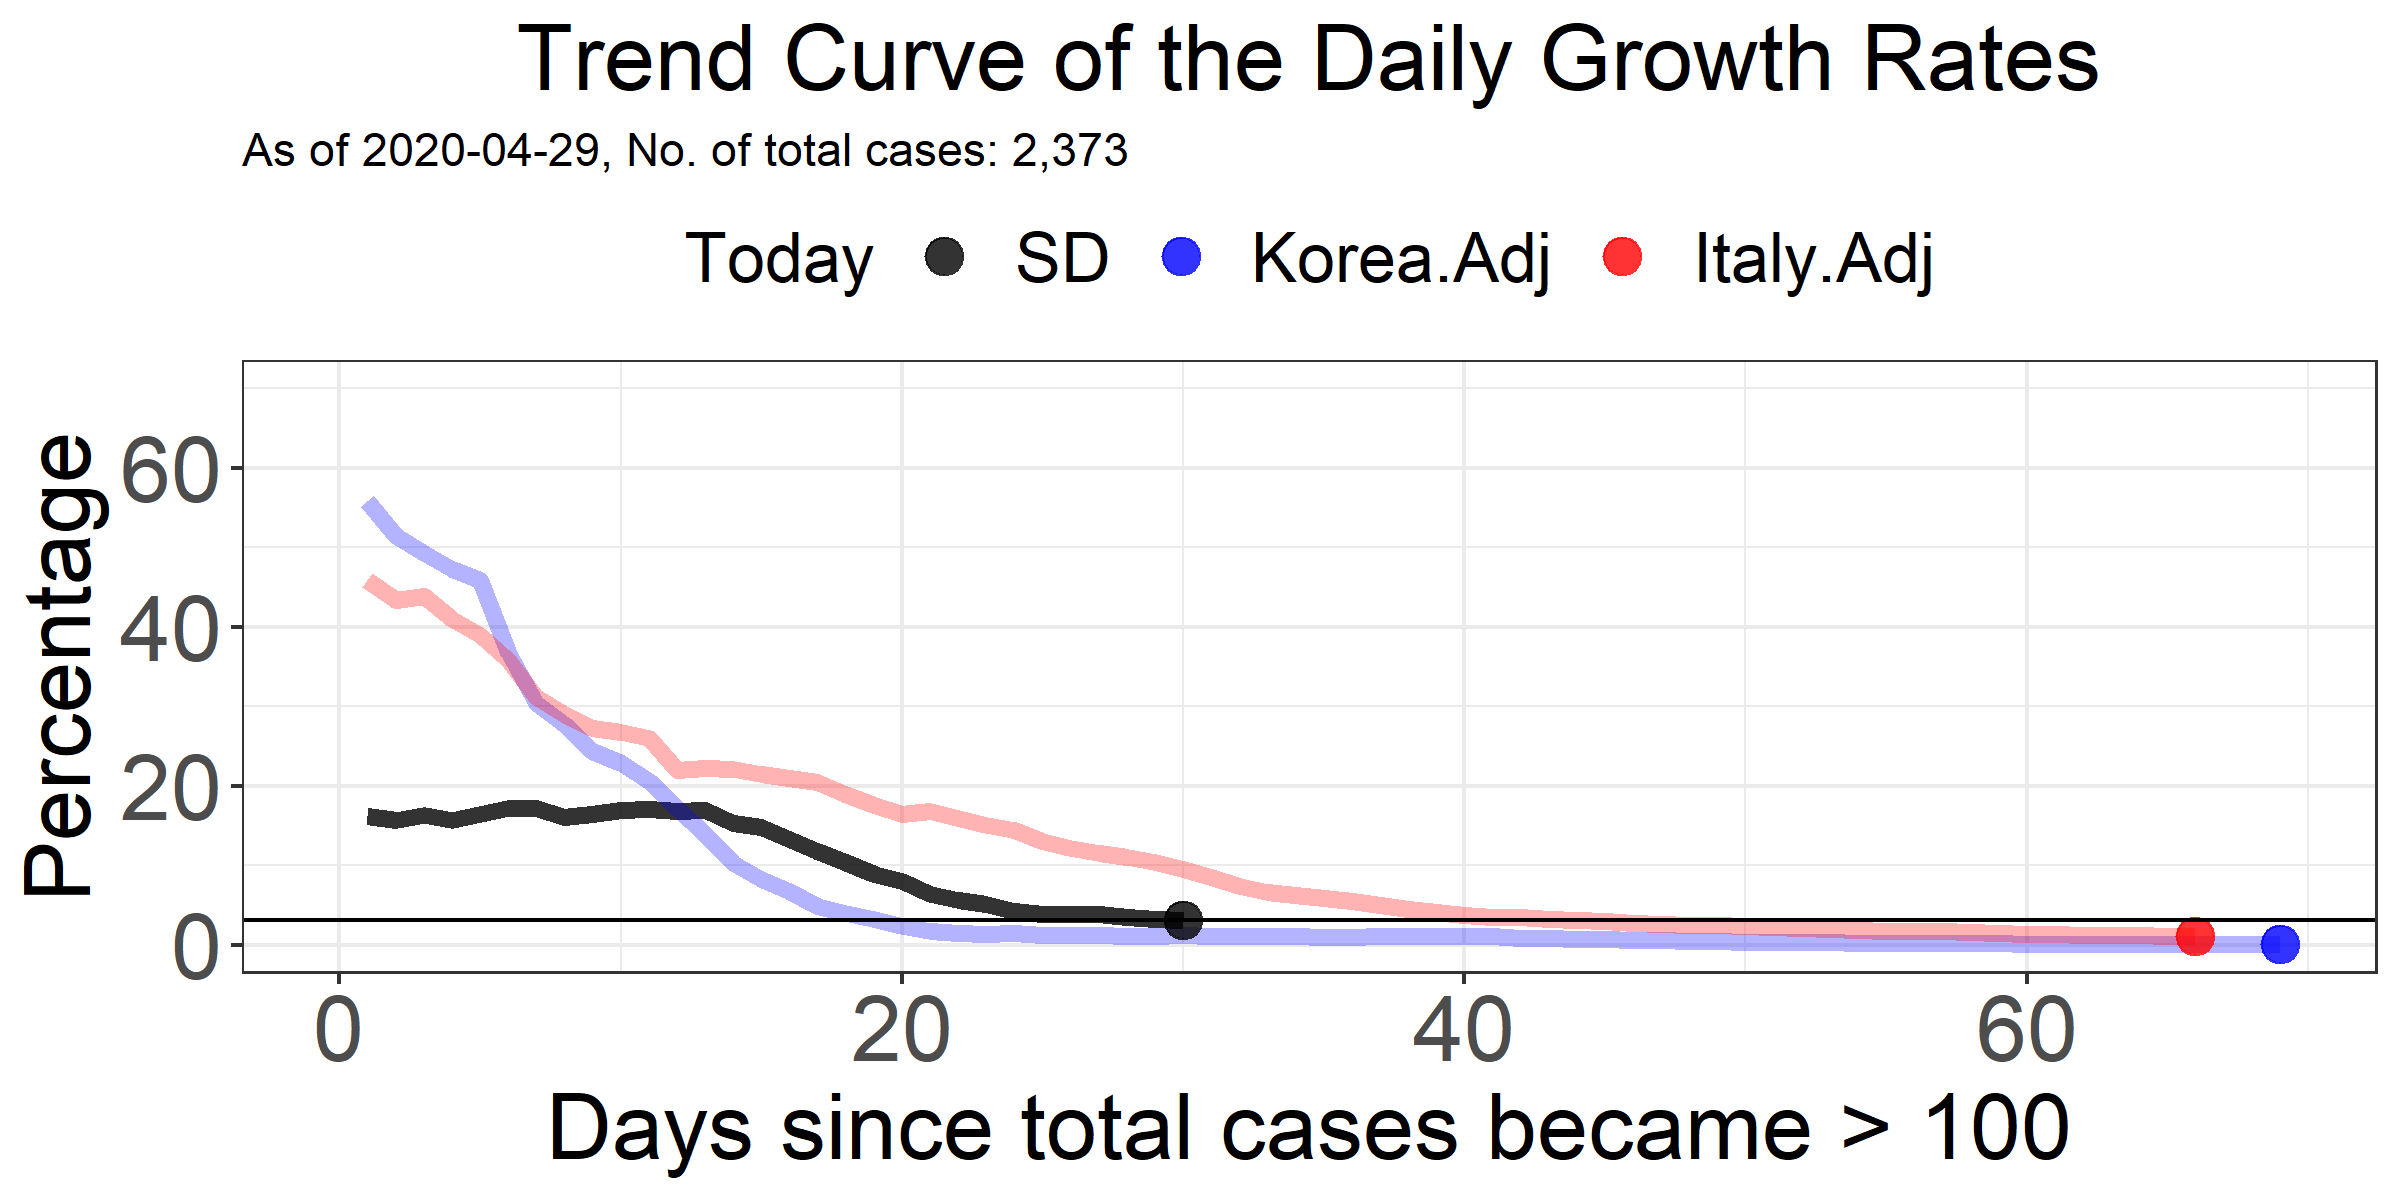 Trend Curve of the Daily Growth Rates
As of 2020-04-29, No. of total cases: 2,373
Today SD Korea.Adj Italy.Adj
Percentage
60
40
20
0
0 20 40 60
Days since total cases became > 100